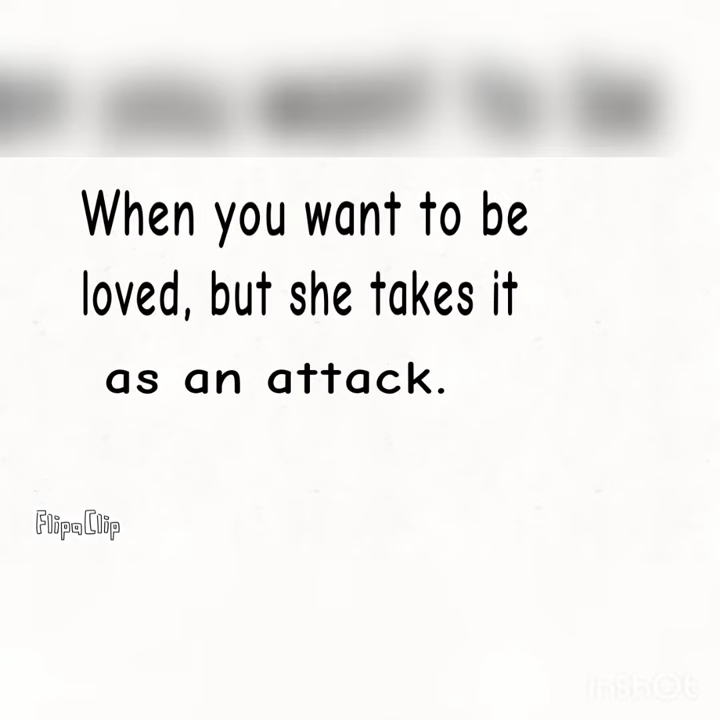 When you want to be
loved, but she takes it
as an attack.
FlipaClip
InShOt